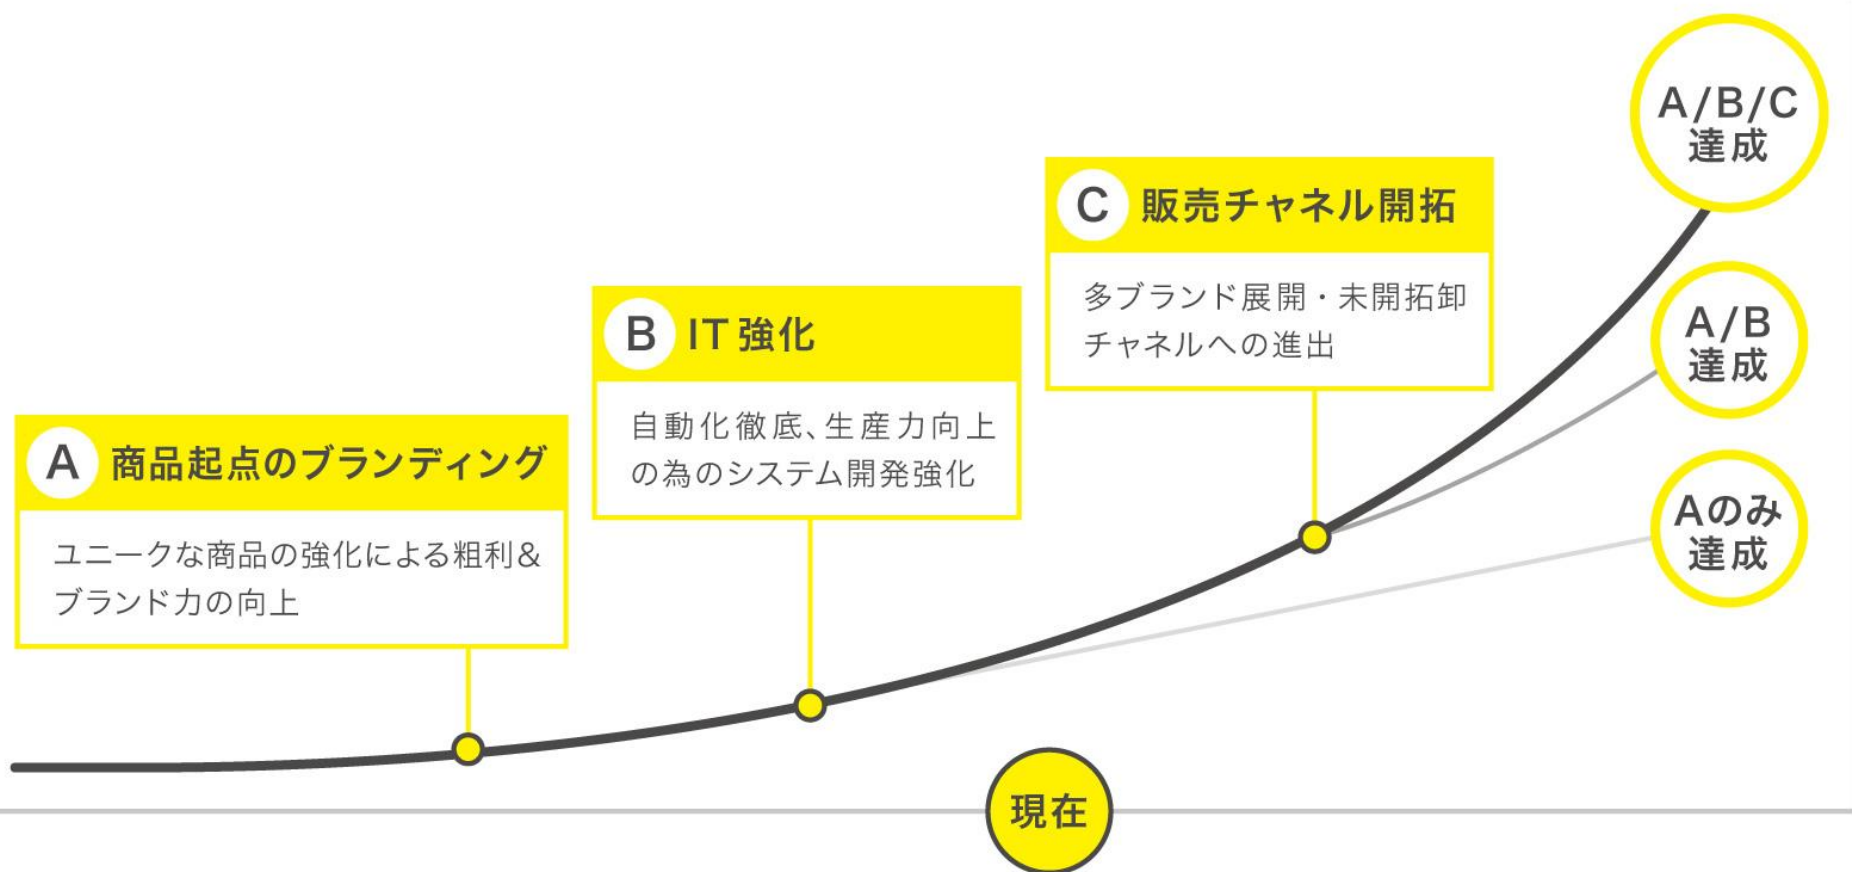 A 商品起点のブランディング
ユニークな商品の強化による粗利&
ブランド力の向上
B IT強化
自動化徹底、生産力向上
の為のシステム開発強化
C 販売チャネル開拓
多ブランド展開・未開拓卸
チャネルへの進出
A/B/C
達成
A/B
達成
Aのみ
達成
現在